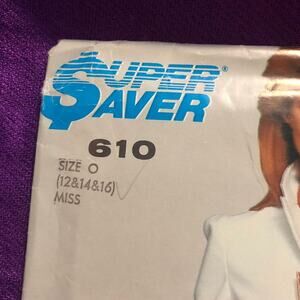 SUPER®
SAVER
610
SIZE O
(12&14&16)
MISS